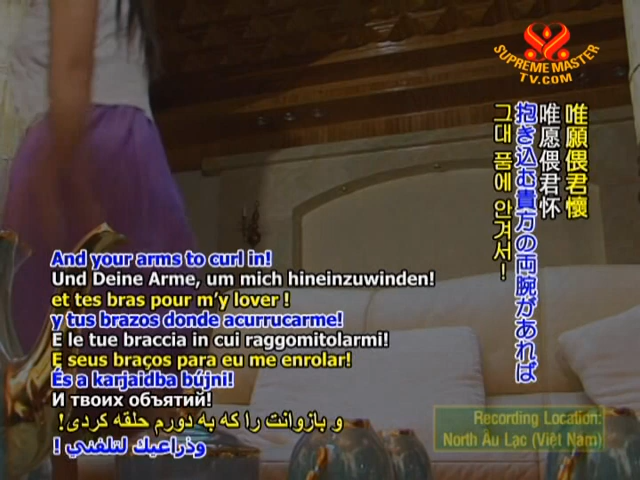 SUPREME MASTER
TV.COM
唯願偎君懷
唯愿偎君怀
抱き込む貴方の両腕があれば
그대 품에 안겨서 !
And your arms to curl in!
Und Deine Arme, um mich hineinzuwinden!
et tes bras pour m’y lover !
y tus brazos donde acurrucarme!
E le tue braccia in cui raggomitolarmi!
E seus braços para eu me enrolar!
És a karjaidba bújni!
И твоих объятий!
و بازوانت را که به دورم حلقه کردی!
وذراعيك لتلفني !
Recording Location:
North Âu Lạc (Việt Nam)